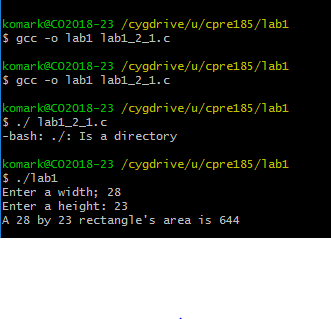 komark@CO2018-23 /cygdrive/u/cpre185/lab1
$ gcc -o lab1 lab1_2_1.c
komark@CO2018-23 /cygdrive/u/cpre185/lab1
$ gcc -o lab1 lab1_2_1.c
komark@CO2018-23 /cygdrive/u/cpre185/lab1
$ ./ lab1_2_1.c
-bash: ./: Is a directory
komark@CO2018-23 /cygdrive/u/cpre185/lab1
$ ./lab1
Enter a width; 28
Enter a height: 23
A 28 by 23 rectangle's area is 644